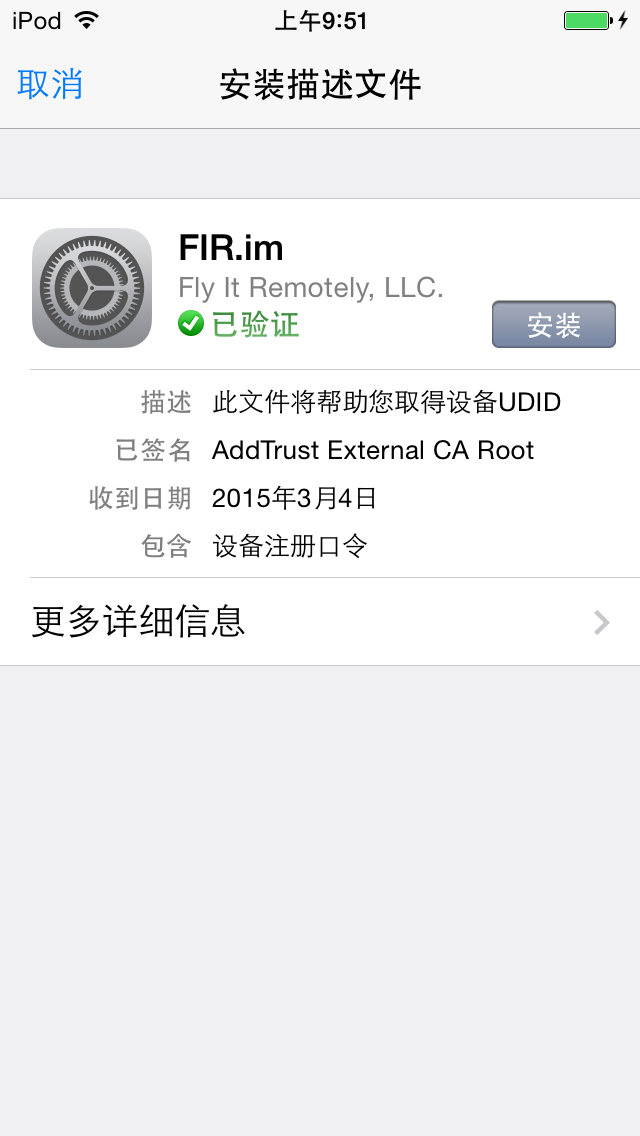 iPod 上午9:51
取消 安装描述文件
FIR.im
Fly It Remotely, LLC.
已验证
安装
描述 此文件将帮助您取得设备UDID
已签名 AddTrust External CA Root
收到日期 2015年3月4日
包含 设备注册口令
更多详细信息